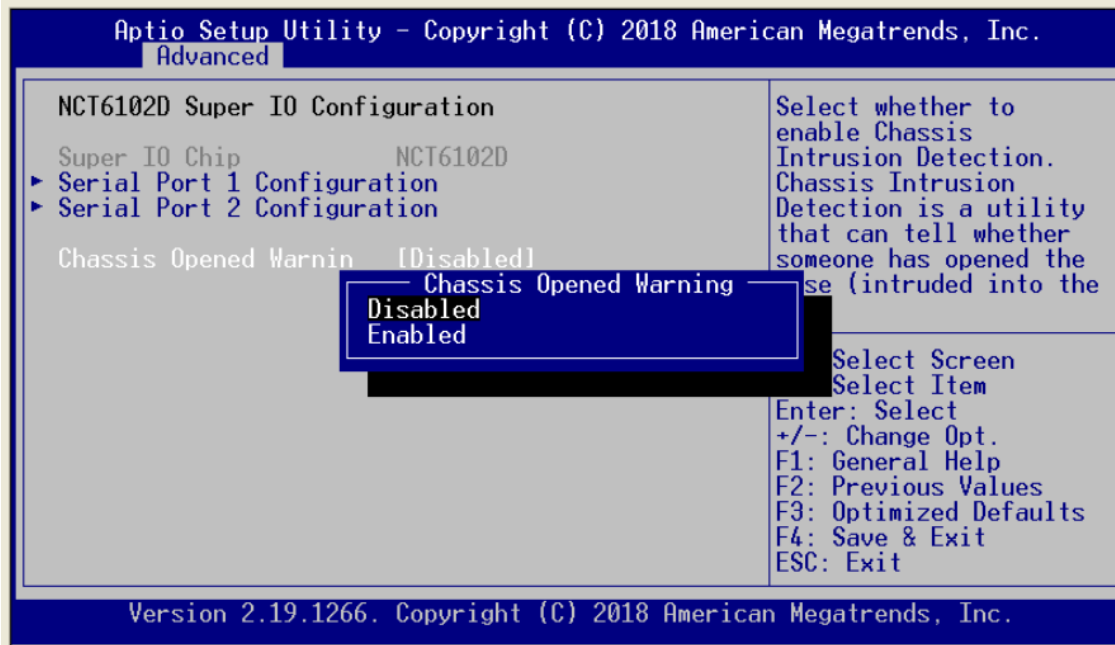 Aptio Setup Utility - Copyright (C) 2018 American Megatrends, Inc.
Advanced
NCT6102D Super IO Configuration
Super IO Chip NCT6102D
► Serial Port 1 Configuration
► Serial Port 2 Configuration
Chassis Opened Warnin [Disabled]
Chassis Opened Warning
Disabled
Enabled
Select whether to
enable Chassis
Intrusion Detection.
Chassis Intrusion
Detection is a utility
that can tell whether
someone has opened the
(intruded into the
Select Screen
Select Item
Enter: Select
+/-: Change Opt.
F1: General Help
F2: Previous Values
F3: Optimized Defaults
F4: Save & Exit
ESC: Exit
Version 2.19.1266. Copyright (C) 2018 American Megatrends, Inc.